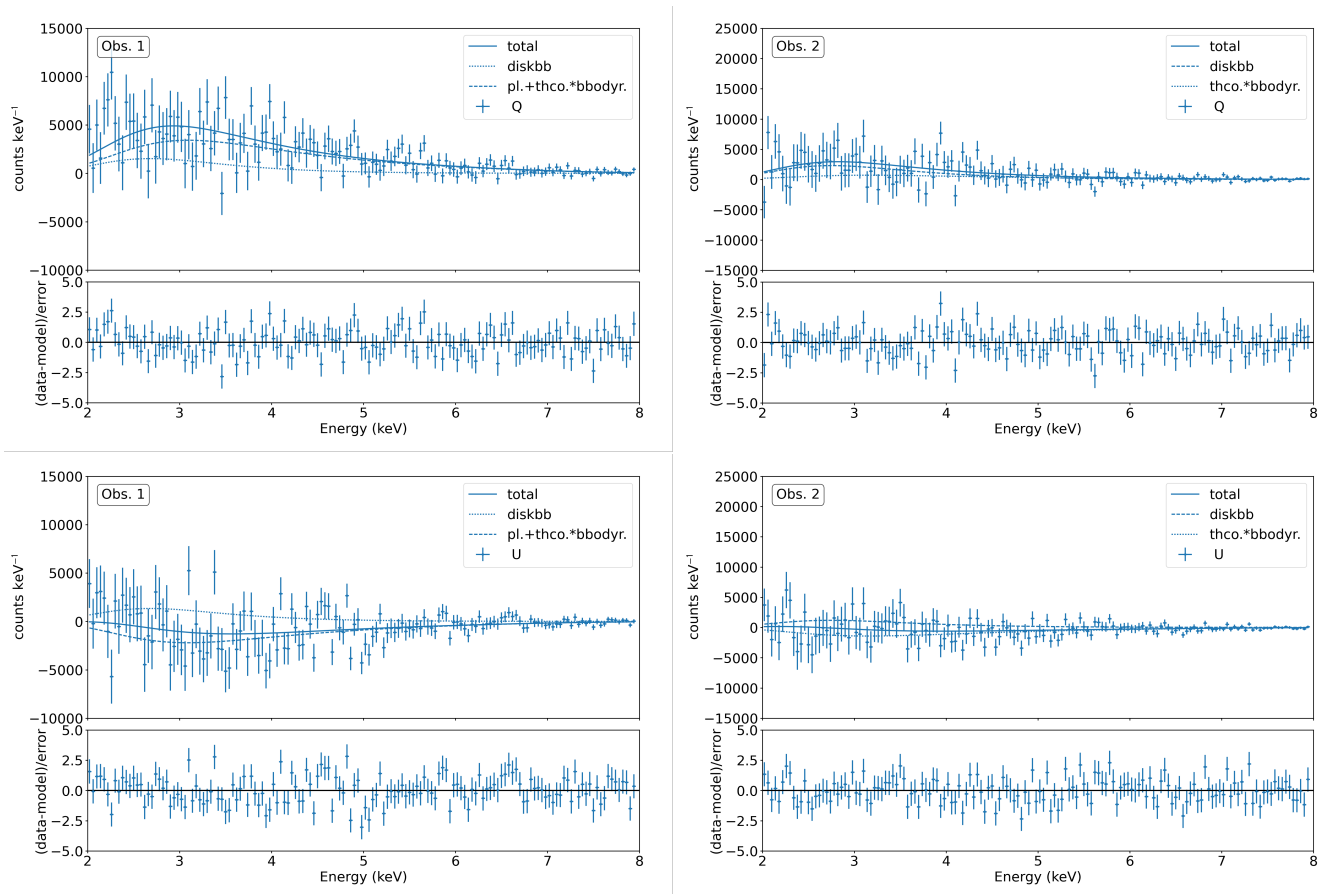 15000
10000
5000
0
−5000
−10000
counts keV⁻¹
Obs. 1
total
diskbb
pl.+thco.*bbodyr.
Q
5.0
2.5
0.0
−2.5
−5.0
(data-model)/error
2 3 4 5 6 7 8
Energy (keV)
25000
20000
15000
10000
5000
0
−5000
−10000
−15000
counts keV⁻¹
Obs. 2
total
diskbb
thco.*bbodyr.
Q
5.0
2.5
0.0
−2.5
−5.0
(data-model)/error
2 3 4 5 6 7 8
Energy (keV)
15000
10000
5000
0
−5000
−10000
counts keV⁻¹
Obs. 1
total
diskbb
pl.+thco.*bbodyr.
U
5.0
2.5
0.0
−2.5
−5.0
(data-model)/error
2 3 4 5 6 7 8
Energy (keV)
25000
20000
15000
10000
5000
0
−5000
−10000
−15000
counts keV⁻¹
Obs. 2
total
diskbb
thco.*bbodyr.
U
5.0
2.5
0.0
−2.5
−5.0
(data-model)/error
2 3 4 5 6 7 8
Energy (keV)